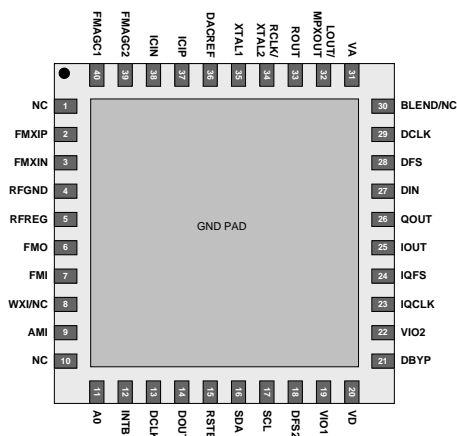 FMAGC1
FMAGC2
ICIN
ICIP
DACREF
XTAL1
RCLK/
XTAL2
ROUT
LOUT/
MPXOUT
VA
40 39 38 37 36 35 34 33 32 31
NC 1
FMXIP 2
FMXIN 3
RFGND 4
RFREG 5
FMO 6
FMI 7
WXI/NC 8
AMI 9
NC 10
GND PAD
30 BLEND/NC
29 DCLK
28 DFS
27 DIN
26 QOUT
25 IOUT
24 IQFS
23 IQCLK
22 VIO2
21 DBYP
11 12 13 14 15 16 17 18 19 20
A0
INTB
SDA
SCL
DFS2
VIO1
VD